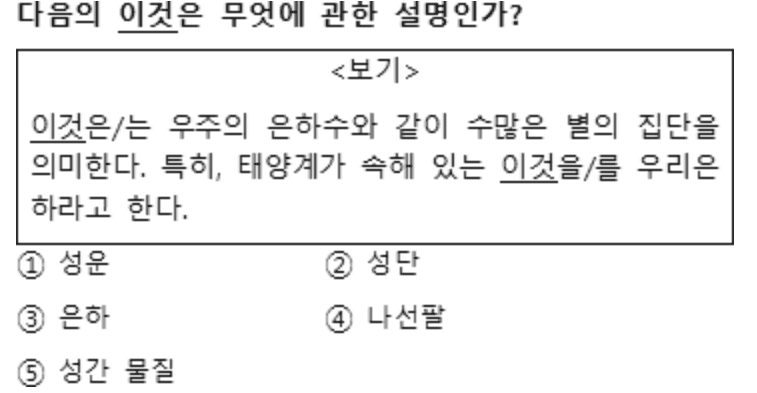 다음의 이것은 무엇에 관한 설명인가?
<보기>
이것은/는 우주의 은하수와 같이 수많은 별의 집단을
의미한다. 특히, 태양계가 속해 있는 이것을/를 우리은
하라고 한다.
① 성운 ② 성단
③ 은하 ④ 나선팔
⑤ 성간 물질